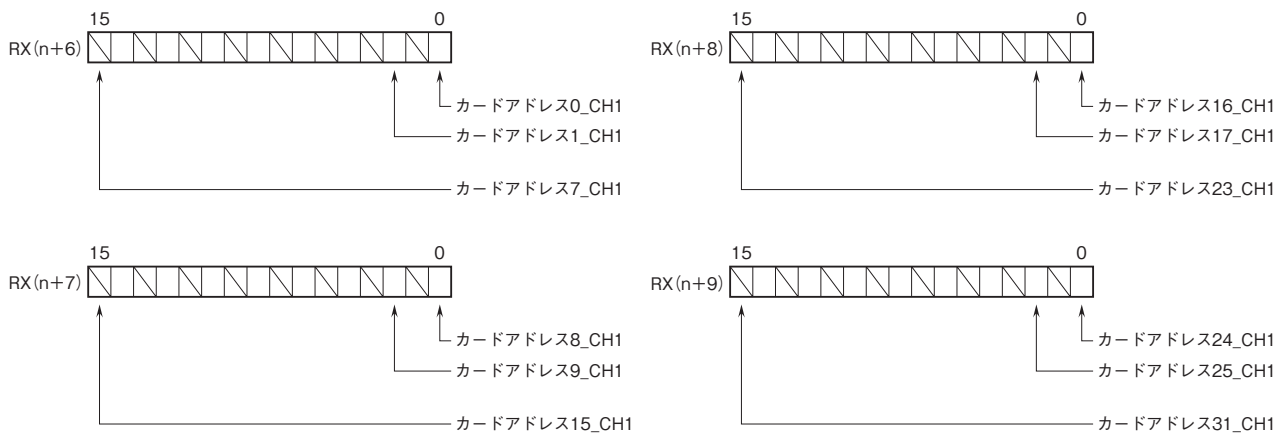 15 0
RX(n+6)
カードアドレス0_CH1
カードアドレス1_CH1
カードアドレス7_CH1
15 0
RX(n+8)
カードアドレス16_CH1
カードアドレス17_CH1
カードアドレス23_CH1
15 0
RX(n+7)
カードアドレス8_CH1
カードアドレス9_CH1
カードアドレス15_CH1
15 0
RX(n+9)
カードアドレス24_CH1
カードアドレス25_CH1
カードアドレス31_CH1